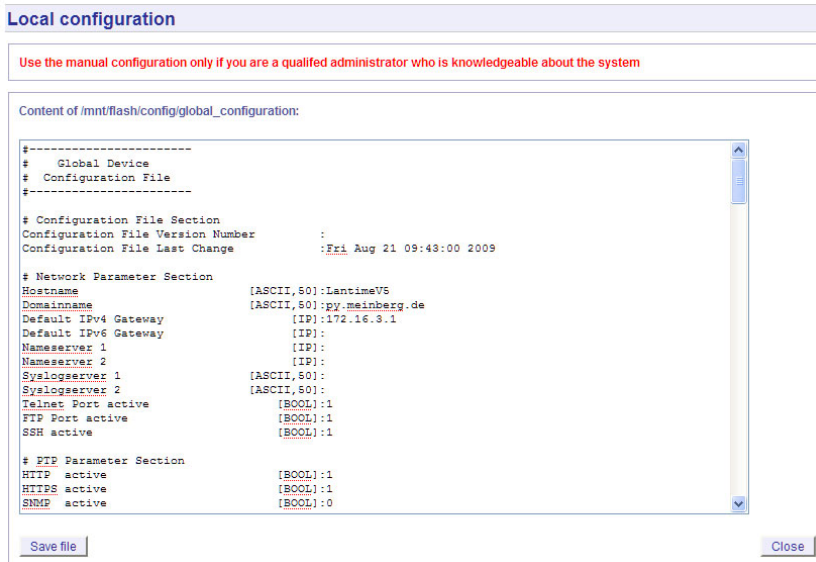 Local configuration
Use the manual configuration only if you are a qualifed administrator who is knowledgeable about the system
Content of /mnt/flash/config/global_configuration:
#------------------------
#    Global Device
#  Configuration File
#------------------------
# Configuration File Section
Configuration File Version Number        :
Configuration File Last Change           :Fri Aug 21 09:43:00 2009
# Network Parameter Section
Hostname                       [ASCII,50]:LantimeV5
Domainname                     [ASCII,50]:py.meinberg.de
Default IPv4 Gateway                 [IP]:172.16.3.1
Default IPv6 Gateway                 [IP]:
Nameserver 1                         [IP]:
Nameserver 2                         [IP]:
Syslogserver 1                 [ASCII,50]:
Syslogserver 2                 [ASCII,50]:
Telnet Port active                 [BOOL]:1
FTP Port active                    [BOOL]:1
SSH active                         [BOOL]:1
# PTP Parameter Section
HTTP  active                       [BOOL]:1
HTTPS active                       [BOOL]:1
SNMP  active                       [BOOL]:0
Save file
Close